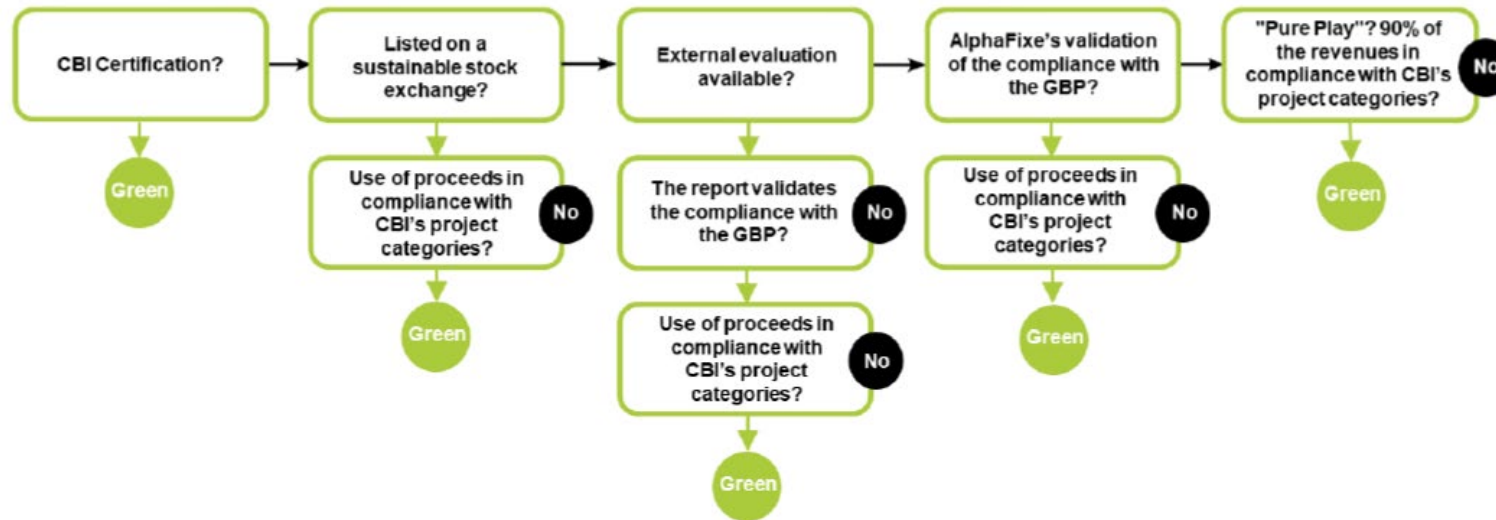 CBI Certification?
Green
Listed on a
sustainable stock
exchange?
Use of proceeds in
compliance with
CBI's project
categories?
No
Green
External evaluation
available?
The report validates
the compliance with
the GBP?
No
Use of proceeds in
compliance with
CBI's project
categories?
No
Green
AlphaFixe's validation
of the compliance with
the GBP?
Use of proceeds in
compliance with
CBI's project
categories?
No
Green
"Pure Play"? 90% of
the revenues in
compliance with CBI's
project categories?
No
Green